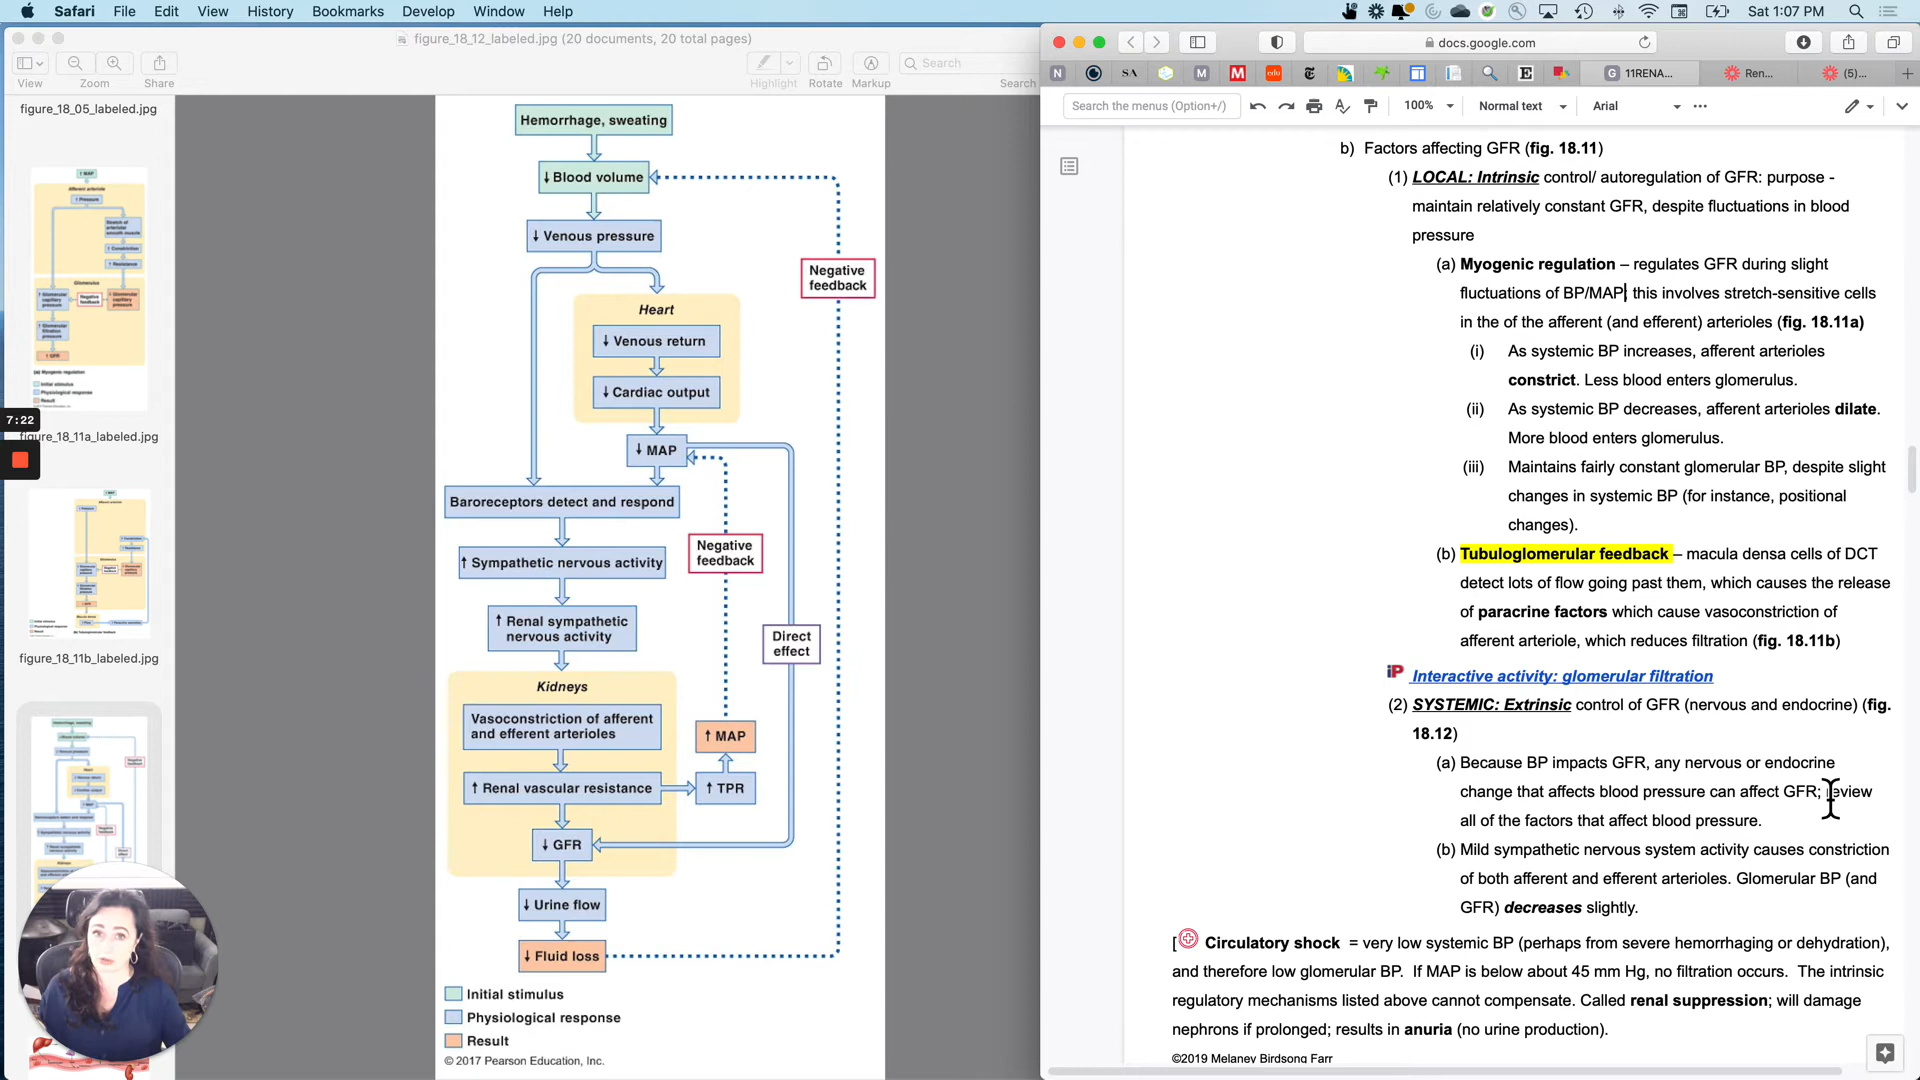 Safari File Edit View History Bookmarks Develop Window Help
Sat 1:07 PM
figure_18_12_labeled.jpg (20 documents, 20 total pages)
View
Zoom
Share
Highlight
Rotate
Markup
Search
Search
figure_18_05_labeled.jpg
7:22
figure_18_11a_labeled.jpg
figure_18_11b_labeled.jpg
Hemorrhage, sweating
↓ Blood volume
↓ Venous pressure
Negative
feedback
Heart
↓ Venous return
↓ Cardiac output
↓ MAP
Baroreceptors detect and respond
Negative
feedback
↑ Sympathetic nervous activity
↑ Renal sympathetic
nervous activity
Direct
effect
Kidneys
Vasoconstriction of afferent
and efferent arterioles
↑ MAP
↑ Renal vascular resistance
↑ TPR
↓ GFR
↓ Urine flow
↓ Fluid loss
Initial stimulus
Physiological response
Result
© 2017 Pearson Education, Inc.
docs.google.com
11RENA...
Ren...
(5)...
Search the menus (Option+/)
100%
Normal text
Arial
b) Factors affecting GFR (fig. 18.11)
(1) LOCAL: Intrinsic control/ autoregulation of GFR: purpose -
maintain relatively constant GFR, despite fluctuations in blood
pressure
(a) Myogenic regulation – regulates GFR during slight
fluctuations of BP/MAP; this involves stretch-sensitive cells
in the of the afferent (and efferent) arterioles (fig. 18.11a)
(i) As systemic BP increases, afferent arterioles
constrict. Less blood enters glomerulus.
(ii) As systemic BP decreases, afferent arterioles dilate.
More blood enters glomerulus.
(iii) Maintains fairly constant glomerular BP, despite slight
changes in systemic BP (for instance, positional
changes).
(b) Tubuloglomerular feedback – macula densa cells of DCT
detect lots of flow going past them, which causes the release
of paracrine factors which cause vasoconstriction of
afferent arteriole, which reduces filtration (fig. 18.11b)
iP Interactive activity: glomerular filtration
(2) SYSTEMIC: Extrinsic control of GFR (nervous and endocrine) (fig.
18.12)
(a) Because BP impacts GFR, any nervous or endocrine
change that affects blood pressure can affect GFR; review
all of the factors that affect blood pressure.
(b) Mild sympathetic nervous system activity causes constriction
of both afferent and efferent arterioles. Glomerular BP (and
GFR) decreases slightly.
[ Circulatory shock = very low systemic BP (perhaps from severe hemorrhaging or dehydration),
and therefore low glomerular BP. If MAP is below about 45 mm Hg, no filtration occurs. The intrinsic
regulatory mechanisms listed above cannot compensate. Called renal suppression; will damage
nephrons if prolonged; results in anuria (no urine production).
©2019 Melaney Birdsong Farr